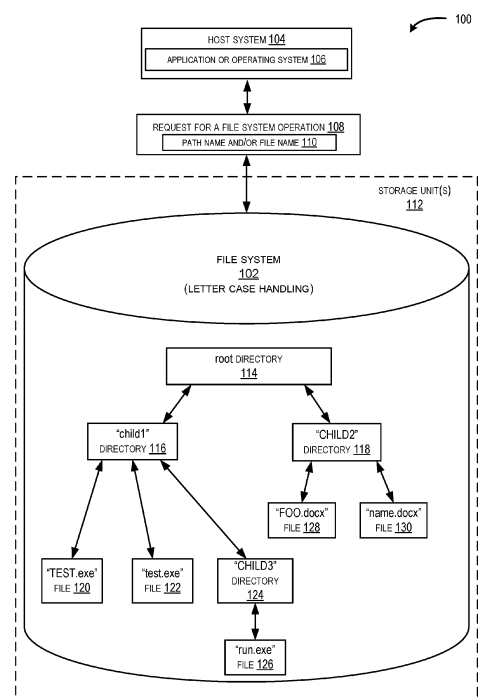 100
HOST SYSTEM 104
APPLICATION OR OPERATING SYSTEM 106
REQUEST FOR A FILE SYSTEM OPERATION 108
PATH NAME AND/OR FILE NAME 110
STORAGE UNIT(S)
112
FILE SYSTEM
102
(LETTER CASE HANDLING)
root DIRECTORY
114
"child1"
DIRECTORY 116
"CHILD2"
DIRECTORY 118
"FOO.docx"
FILE 128
"name.docx"
FILE 130
"TEST.exe"
FILE 120
"test.exe"
FILE 122
"CHILD3"
DIRECTORY
124
"run.exe"
FILE 126